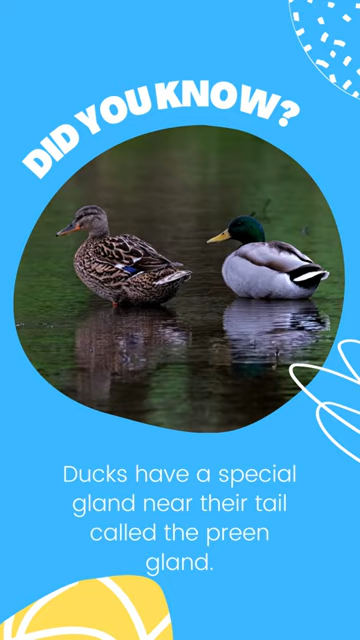 DID YOU KNOW?
Ducks have a special
gland near their tail
called the preen
gland.